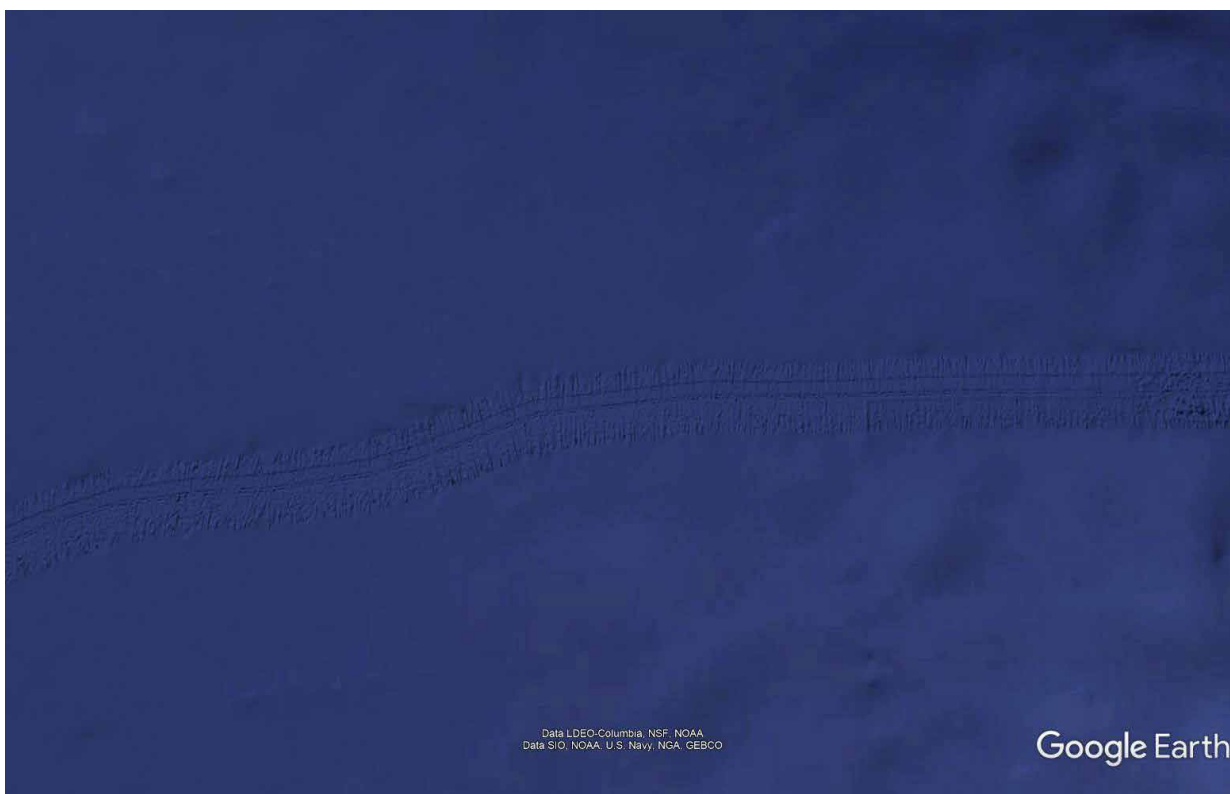 Data LDEO-Columbia, NSF, NOAA
Data SIO, NOAA, U.S. Navy, NGA, GEBCO
Google Earth